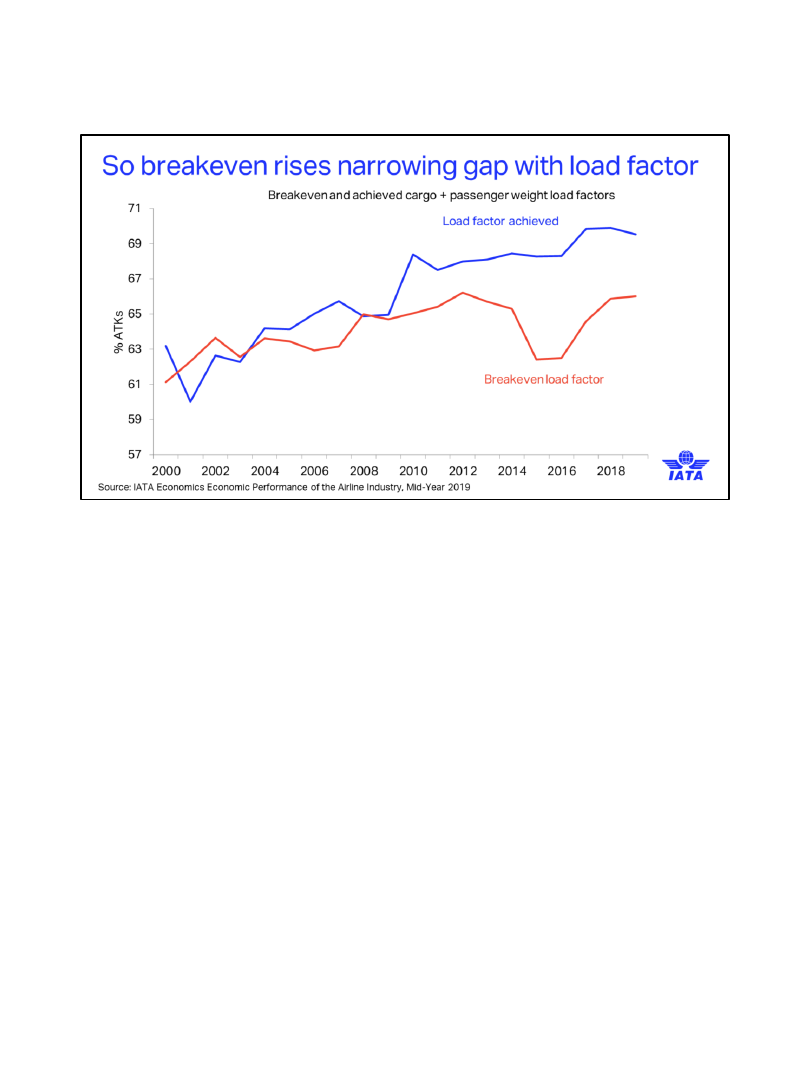 So breakeven rises narrowing gap with load factor
Breakeven and achieved cargo + passenger weight load factors
71
Load factor achieved
69
67
65
% ATKs
63
Breakeven load factor
61
59
57
2000 2002 2004 2006 2008 2010 2012 2014 2016 2018
IATA
Source: IATA Economics Economic Performance of the Airline Industry, Mid-Year 2019